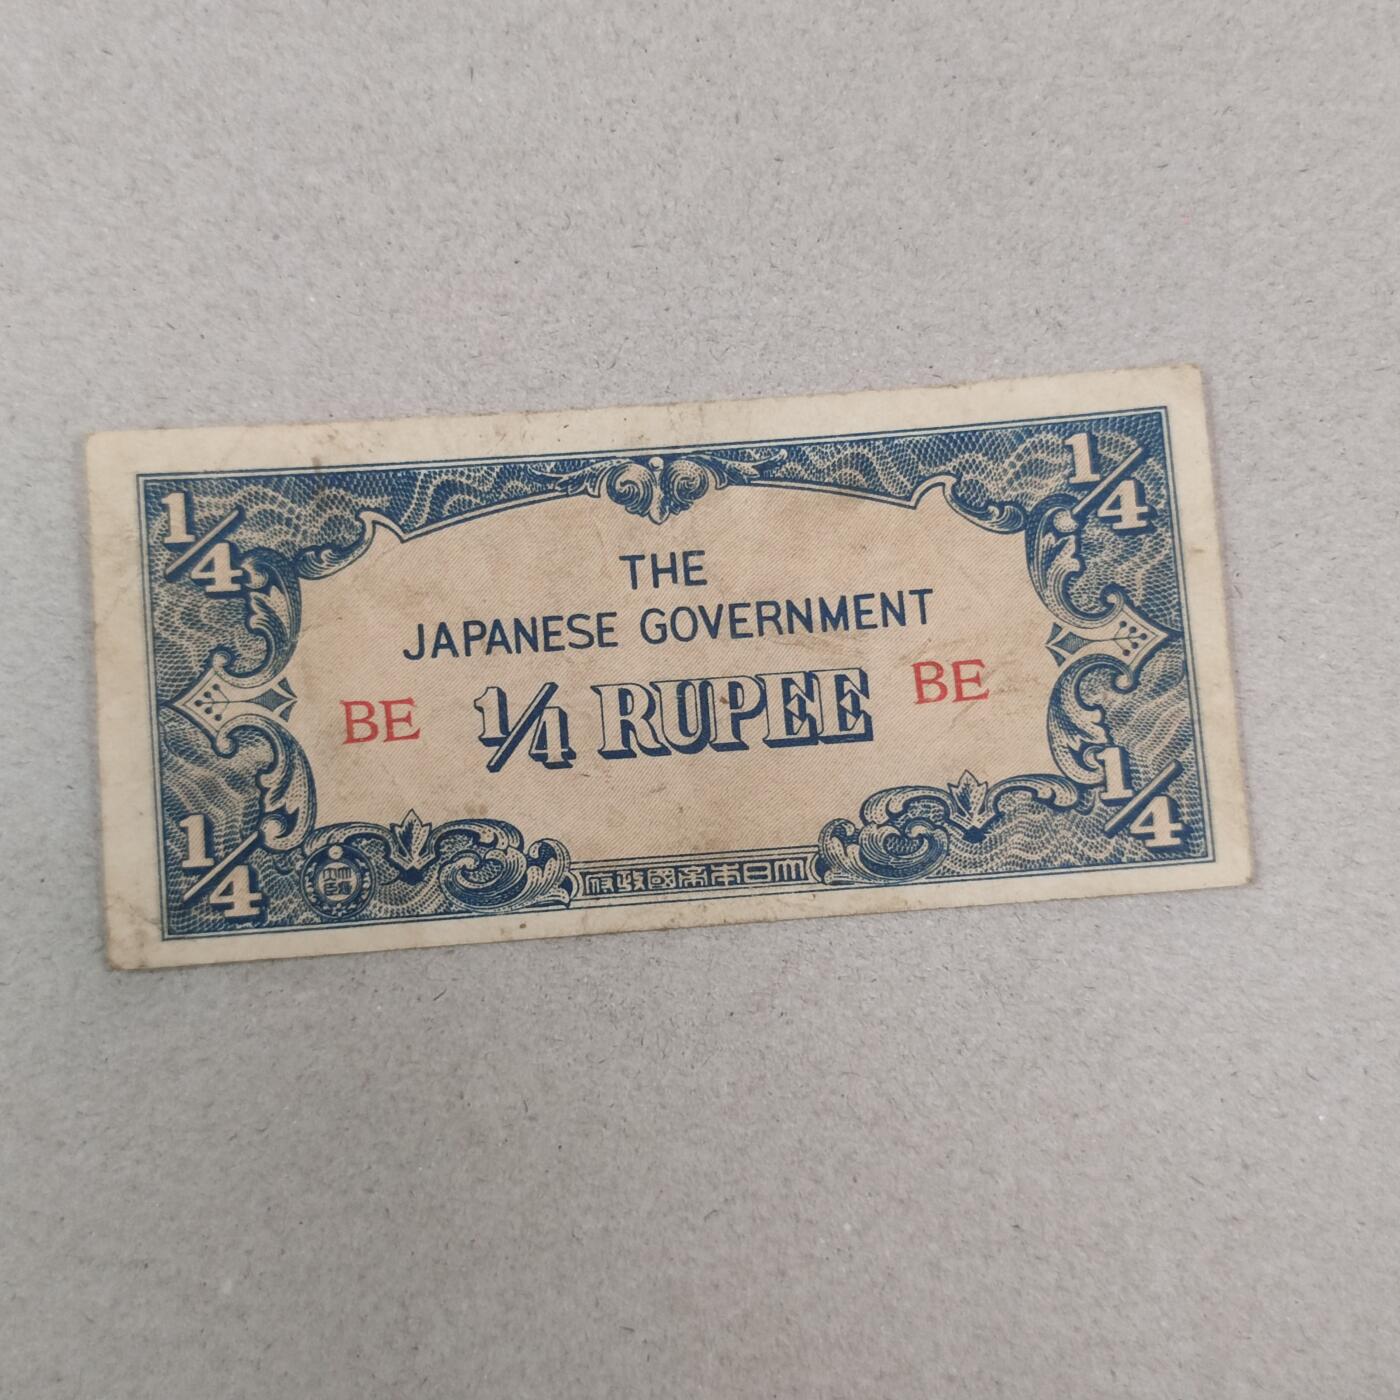 1/4
1/4
THE
JAPANESE GOVERNMENT
BE 1/4 RUPEE BE
1/4
1/4
府政國帝本日大